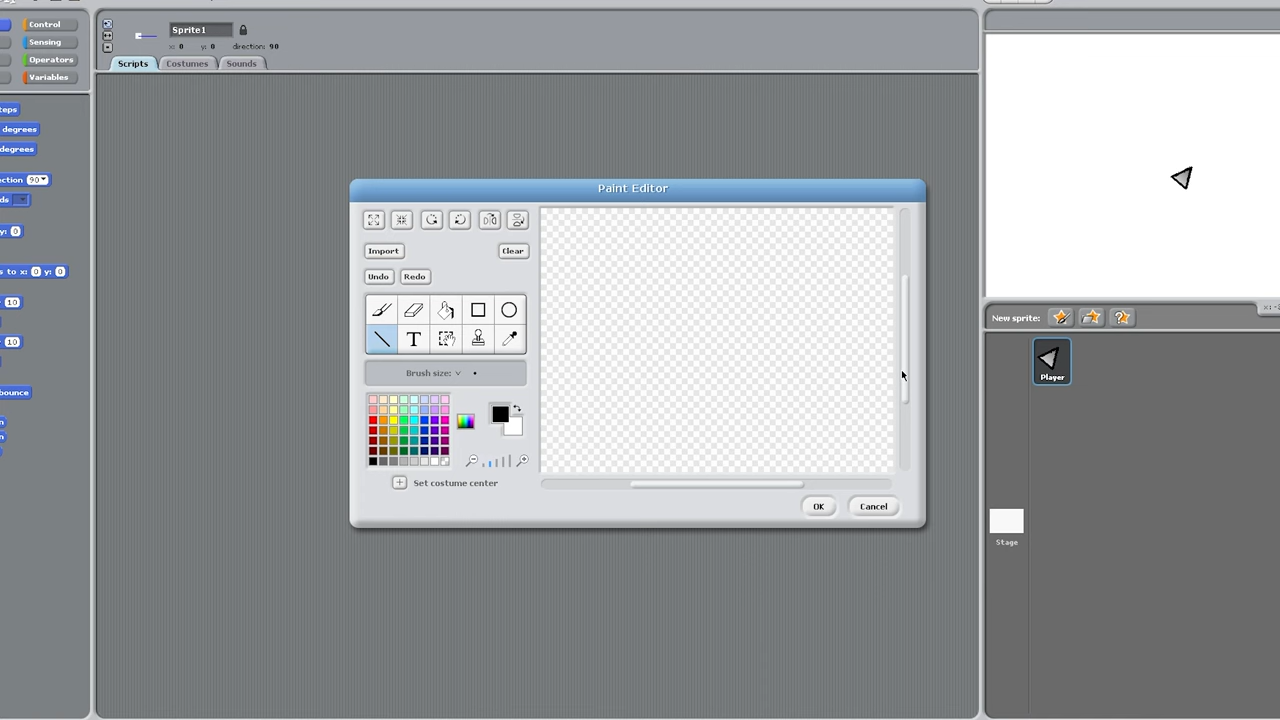 Control
Sensing
Operators
Variables
Sprite1
x: 0 y: 0 direction: 90
Scripts Costumes Sounds
degrees
degrees
90
y: 0
s to x: 0 y: 0
10
10
bounce
Paint Editor
Import Clear
Undo Redo
T
Brush size:
Set costume center
OK Cancel
New sprite:
Player
Stage